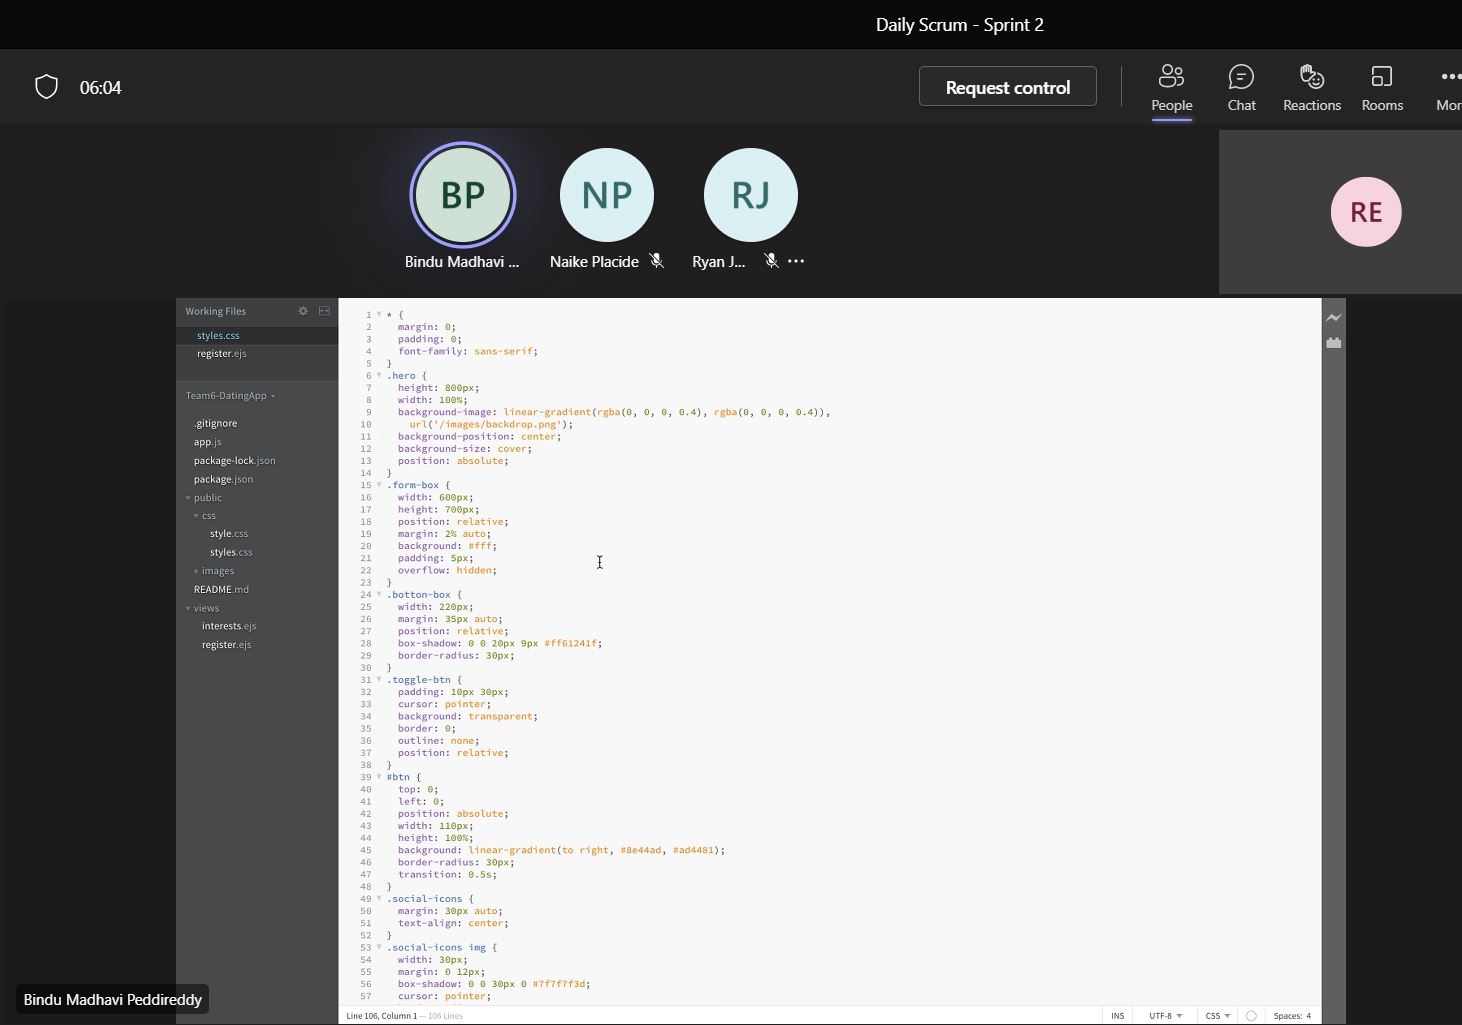 Daily Scrum - Sprint 2
06:04
Request control
People
Chat
Reactions
Rooms
Mor
BP
NP
RJ
RE
Bindu Madhavi ...
Naike Placide
Ryan J...
Working Files
styles.css
register.ejs
Team6-DatingApp
.gitignore
app.js
package-lock.json
package.json
public
css
style.css
styles.css
images
README.md
views
interests.ejs
register.ejs
1 * {
2 margin: 0;
3 padding: 0;
4 font-family: sans-serif;
5 }
6 .hero {
7 height: 800px;
8 width: 100%;
9 background-image: linear-gradient(rgba(0, 0, 0, 0.4), rgba(0, 0, 0, 0.4)),
10 url('/images/backdrop.png');
11 background-position: center;
12 background-size: cover;
13 position: absolute;
14 }
15 .form-box {
16 width: 600px;
17 height: 700px;
18 position: relative;
19 margin: 2% auto;
20 background: #fff;
21 padding: 5px;
22 overflow: hidden;
23 }
24 .botton-box {
25 width: 220px;
26 margin: 35px auto;
27 position: relative;
28 box-shadow: 0 0 20px 9px #ff61241f;
29 border-radius: 30px;
30 }
31 .toggle-btn {
32 padding: 10px 30px;
33 cursor: pointer;
34 background: transparent;
35 border: 0;
36 outline: none;
37 position: relative;
38 }
39 #btn {
40 top: 0;
41 left: 0;
42 position: absolute;
43 width: 110px;
44 height: 100%;
45 background: linear-gradient(to right, #8e44ad, #ad4481);
46 border-radius: 30px;
47 transition: 0.5s;
48 }
49 .social-icons {
50 margin: 30px auto;
51 text-align: center;
52 }
53 .social-icons img {
54 width: 30px;
55 margin: 0 12px;
56 box-shadow: 0 0 30px 0 #7f7f7f3d;
57 cursor: pointer;
Bindu Madhavi Peddireddy
Line 106, Column 1 — 106 Lines
INS
UTF-8
CSS
Spaces: 4